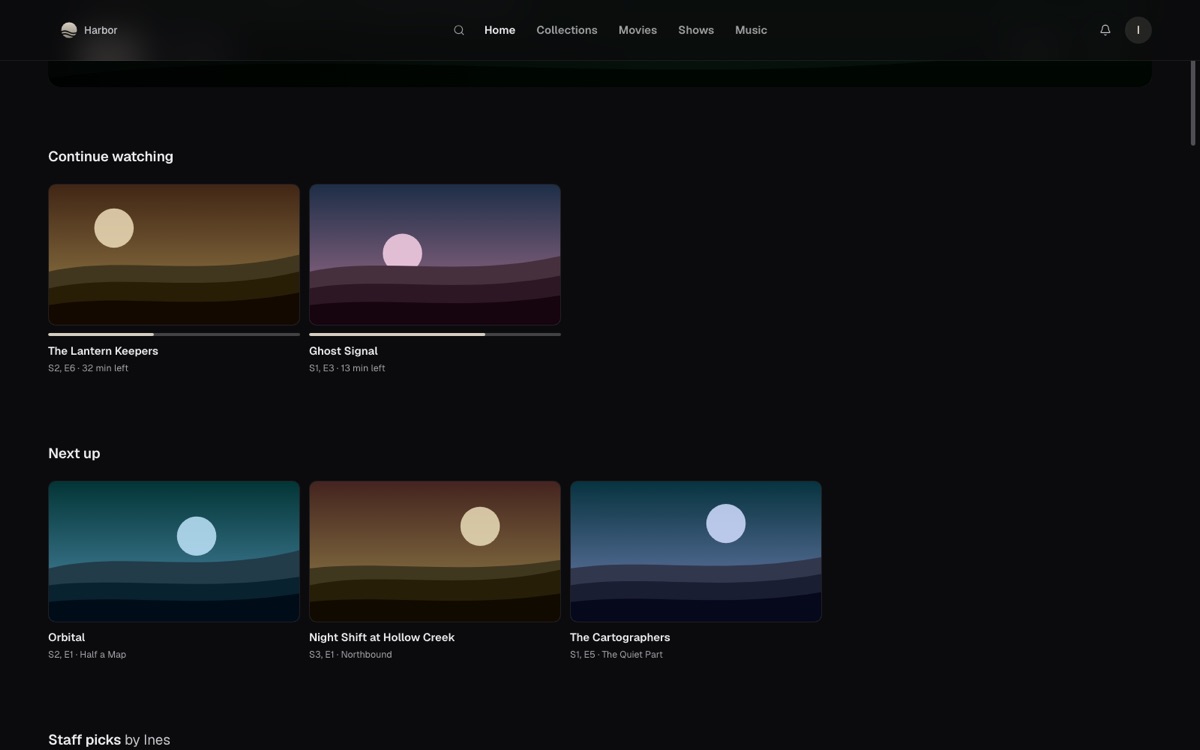 Harbor
Home
Collections
Movies
Shows
Music
I
Continue watching
The Lantern Keepers
S2, E6 · 32 min left
Ghost Signal
S1, E3 · 13 min left
Next up
Orbital
S2, E1 · Half a Map
Night Shift at Hollow Creek
S3, E1 · Northbound
The Cartographers
S1, E5 · The Quiet Part
Staff picks by Ines